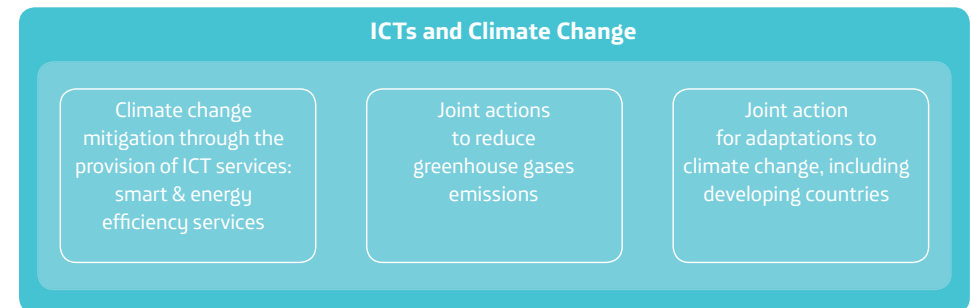 ICTs and Climate Change
Climate change
mitigation through the
provision of ICT services:
smart & energy
efficiency services
Joint actions
to reduce
greenhouse gases
emissions
Joint action
for adaptations to
climate change, including
developing countries